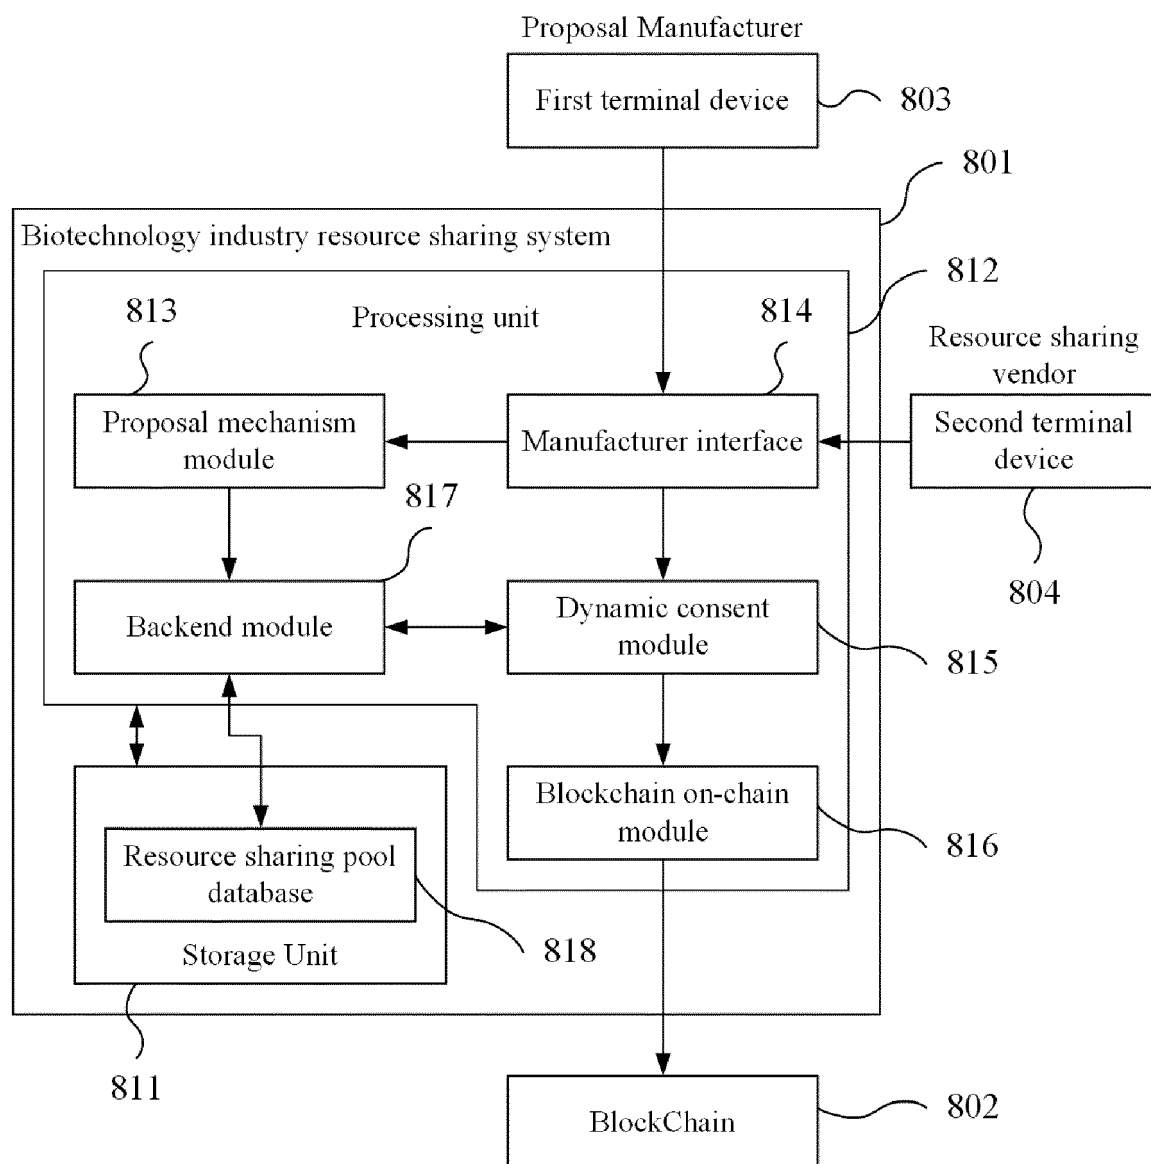 Proposal Manufacturer
First terminal device
803
801
Biotechnology industry resource sharing system
812
813
Processing unit
814
Resource sharing
vendor
Proposal mechanism
module
Manufacturer interface
Second terminal
device
817
804
Backend module
Dynamic consent
module
815
Blockchain on-chain
module
816
Resource sharing pool
database
818
Storage Unit
811
BlockChain
802